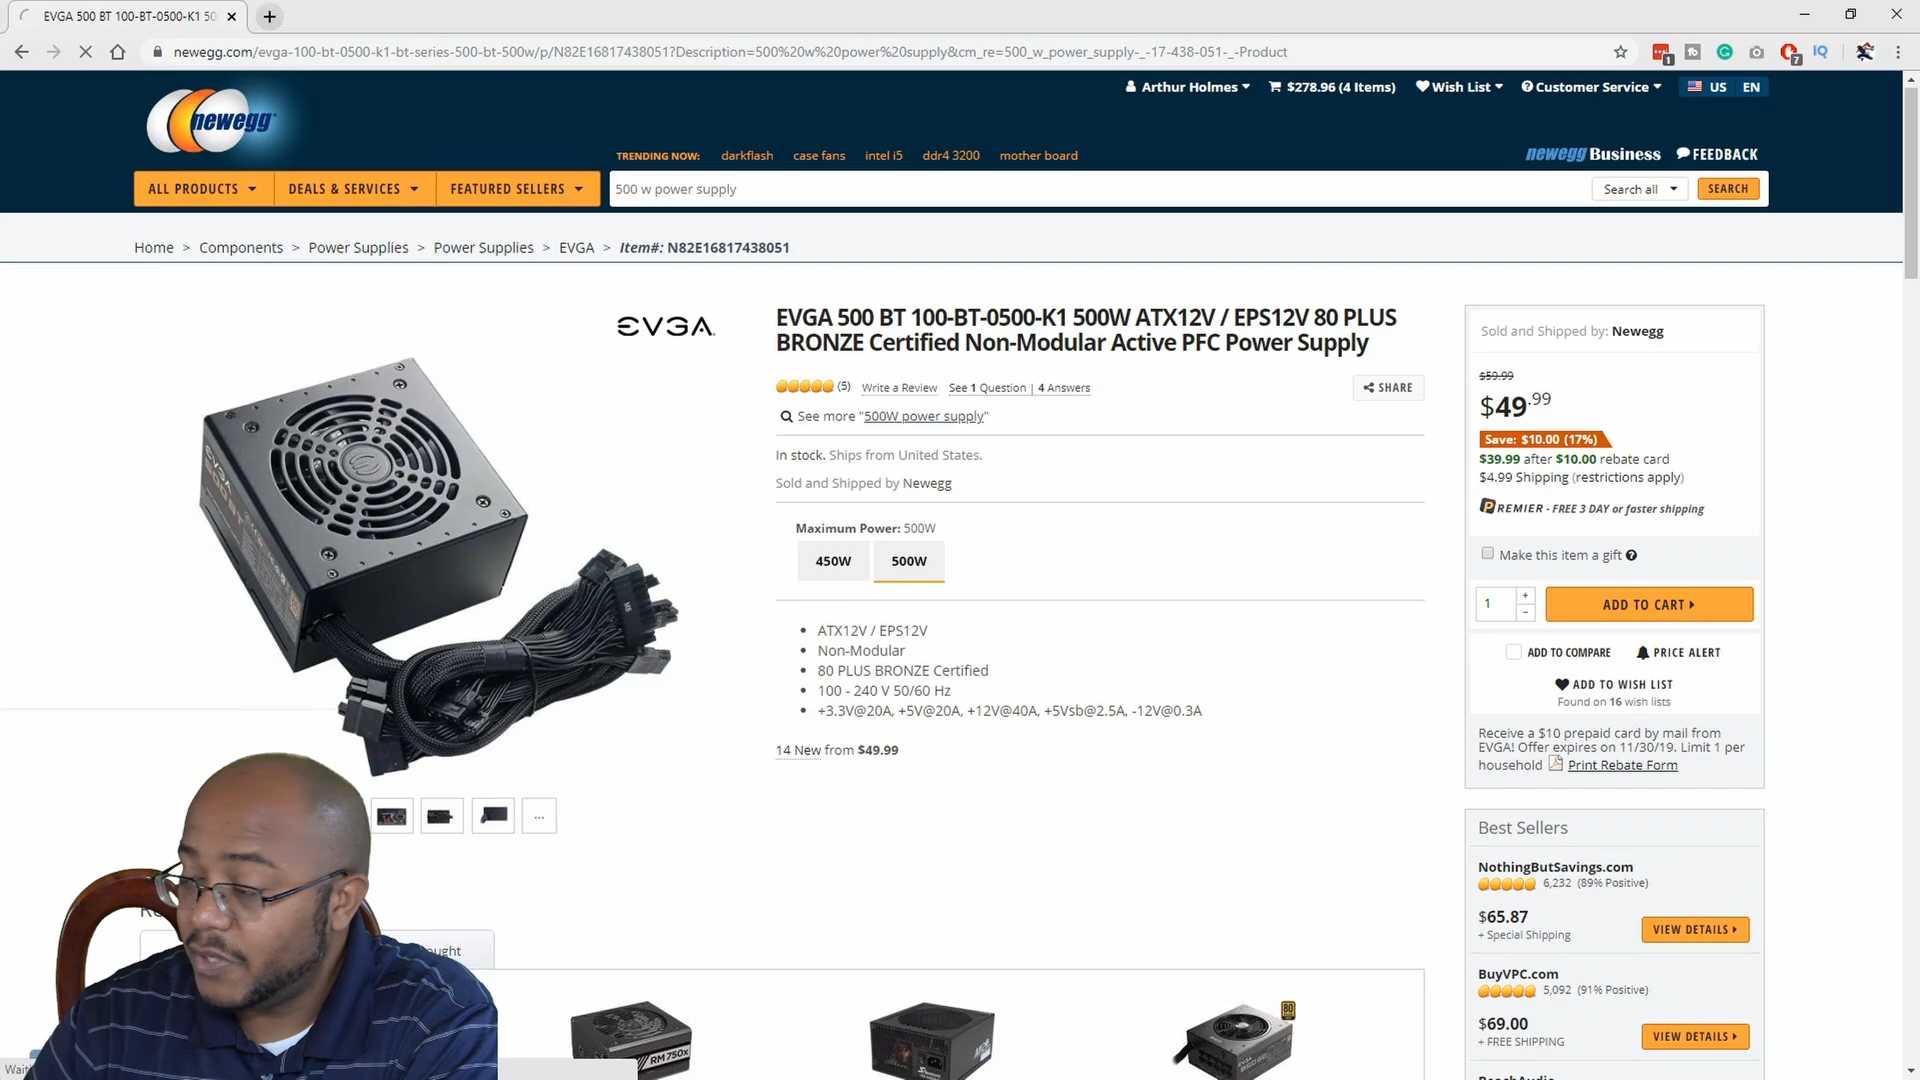 EVGA 500 BT 100-BT-0500-K1 50
newegg.com/evga-100-bt-0500-k1-bt-series-500-bt-500w/p/N82E16817438051?Description=500%20w%20power%20supply&cm_re=500_w_power_supply-_-17-438-051-_-Product
1
7
IQ
newegg
Arthur Holmes
$278.96 (4 Items)
Wish List
Customer Service
US
EN
TRENDING NOW:
darkflash
case fans
intel i5
ddr4 3200
mother board
newegg Business
FEEDBACK
ALL PRODUCTS
DEALS & SERVICES
FEATURED SELLERS
500 w power supply
Search all
SEARCH
Home > Components > Power Supplies > Power Supplies > EVGA > Item#: N82E16817438051
EVGA
EVGA 500 BT 100-BT-0500-K1 500W ATX12V / EPS12V 80 PLUS
BRONZE Certified Non-Modular Active PFC Power Supply
(5) Write a Review See 1 Question | 4 Answers
SHARE
See more "500W power supply"
In stock. Ships from United States.
Sold and Shipped by Newegg
Maximum Power: 500W
450W
500W
• ATX12V / EPS12V
• Non-Modular
• 80 PLUS BRONZE Certified
• 100 - 240 V 50/60 Hz
• +3.3V@20A, +5V@20A, +12V@40A, +5Vsb@2.5A, -12V@0.3A
14 New from $49.99
EVGA
MB
...
Sold and Shipped by: Newegg
$59.99
$49.99
Save: $10.00 (17%)
$39.99 after $10.00 rebate card
$4.99 Shipping (restrictions apply)
PREMIER - FREE 3 DAY or faster shipping
Make this item a gift ?
1
+
-
ADD TO CART
ADD TO COMPARE
PRICE ALERT
ADD TO WISH LIST
Found on 16 wish lists
Receive a $10 prepaid card by mail from
EVGA! Offer expires on 11/30/19. Limit 1 per
household Print Rebate Form
Best Sellers
NothingButSavings.com
6,232 (89% Positive)
$65.87
+ Special Shipping
VIEW DETAILS
BuyVPC.com
5,092 (91% Positive)
$69.00
+ FREE SHIPPING
VIEW DETAILS
RM 750x
80
Wait